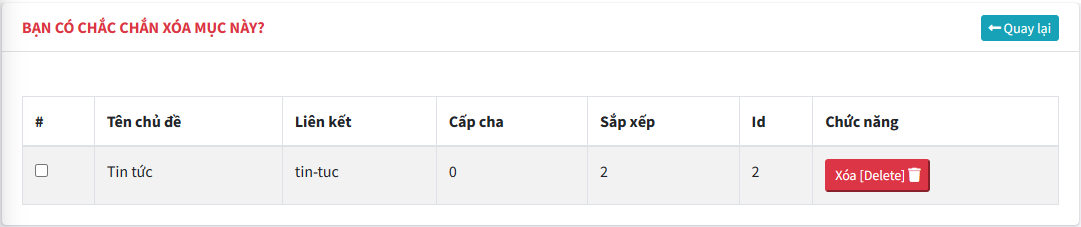 BẠN CÓ CHẮC CHẮN XÓA MỤC NÀY?
Quay lại
# Tên chủ đề Liên kết Cấp cha Sắp xếp Id Chức năng
Tin tức tin-tuc 0 2 2 Xóa [Delete]